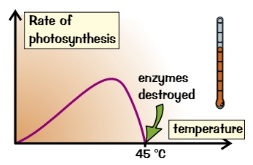 Rate of
photosynthesis
enzymes
destroyed
temperature
45 °C